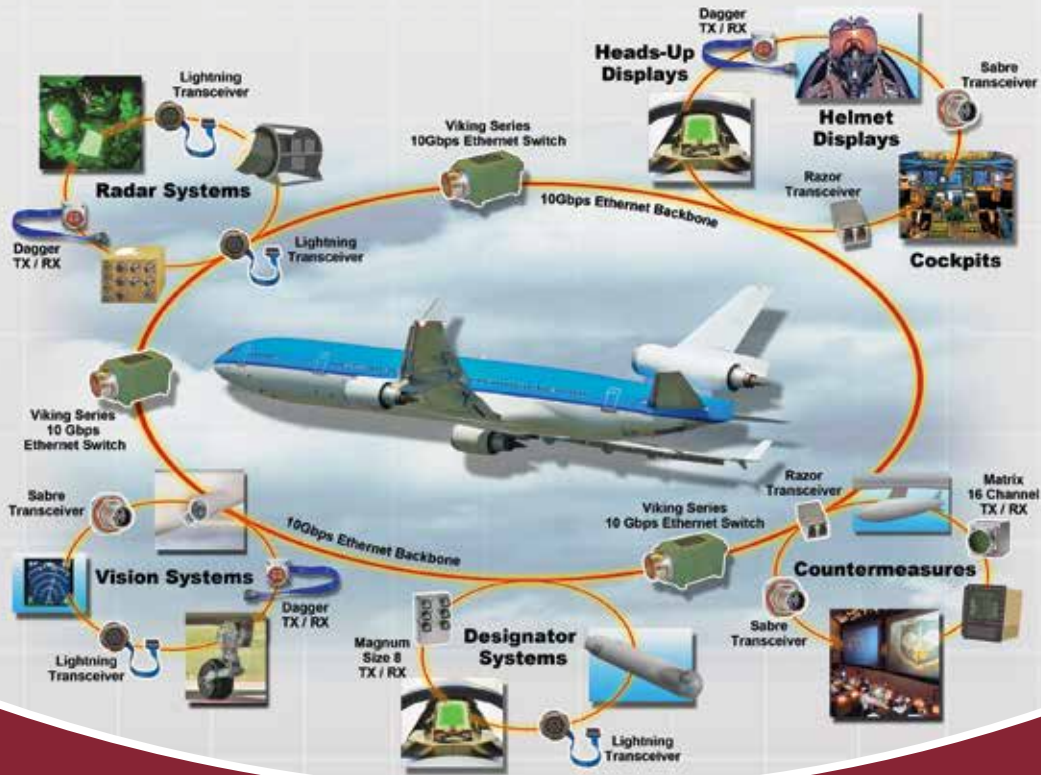 Dagger
TX / RX
Heads-Up
Displays
Helmet
Displays
Sabre
Transceiver
Razor
Transceiver
Cockpits
Lightning
Transceiver
Radar Systems
Dagger
TX / RX
Lightning
Transceiver
Viking Series
10Gbps Ethernet Switch
10Gbps Ethernet Backbone
Viking Series
10 Gbps
Ethernet Switch
Sabre
Transceiver
Vision Systems
Dagger
TX / RX
Lightning
Transceiver
10Gbps Ethernet Backbone
Magnum
Size 8
TX / RX
Designator
Systems
Lightning
Transceiver
Viking Series
10 Gbps Ethernet Switch
Razor
Transceiver
Matrix
16 Channel
TX / RX
Countermeasures
Sabre
Transceiver